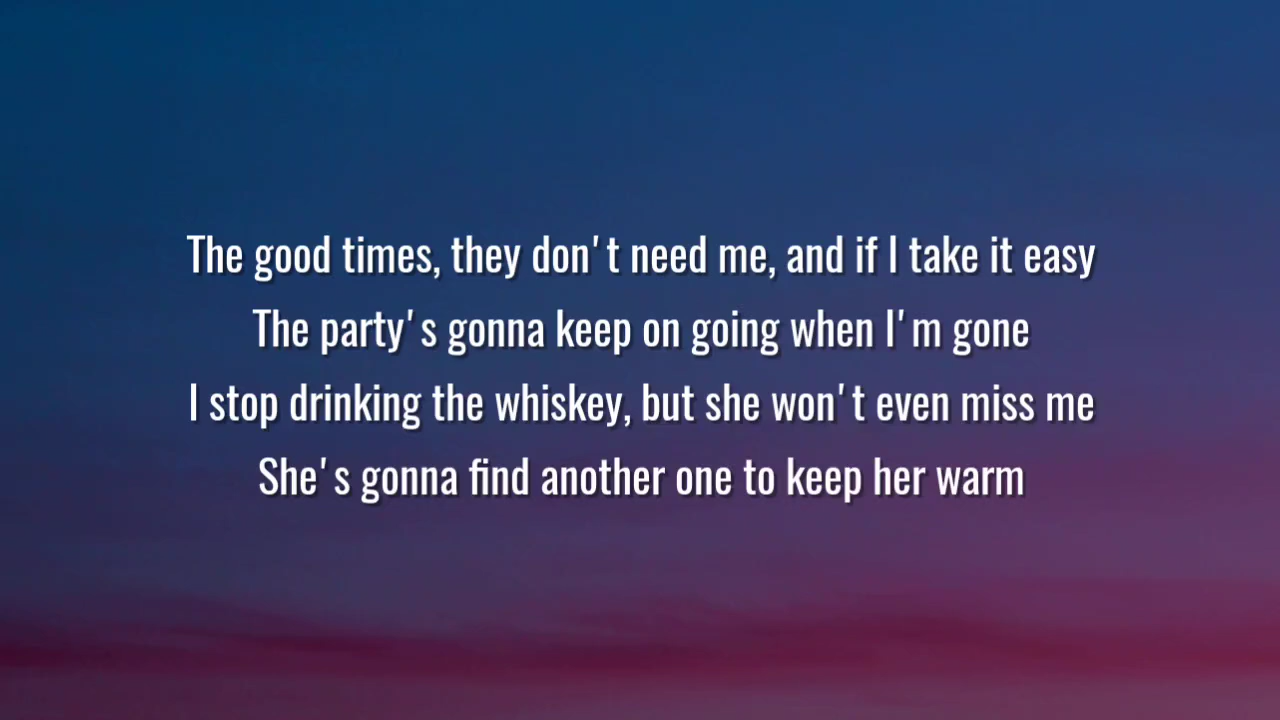 The good times, they don't need me, and if I take it easy
The party's gonna keep on going when I'm gone
I stop drinking the whiskey, but she won't even miss me
She's gonna find another one to keep her warm